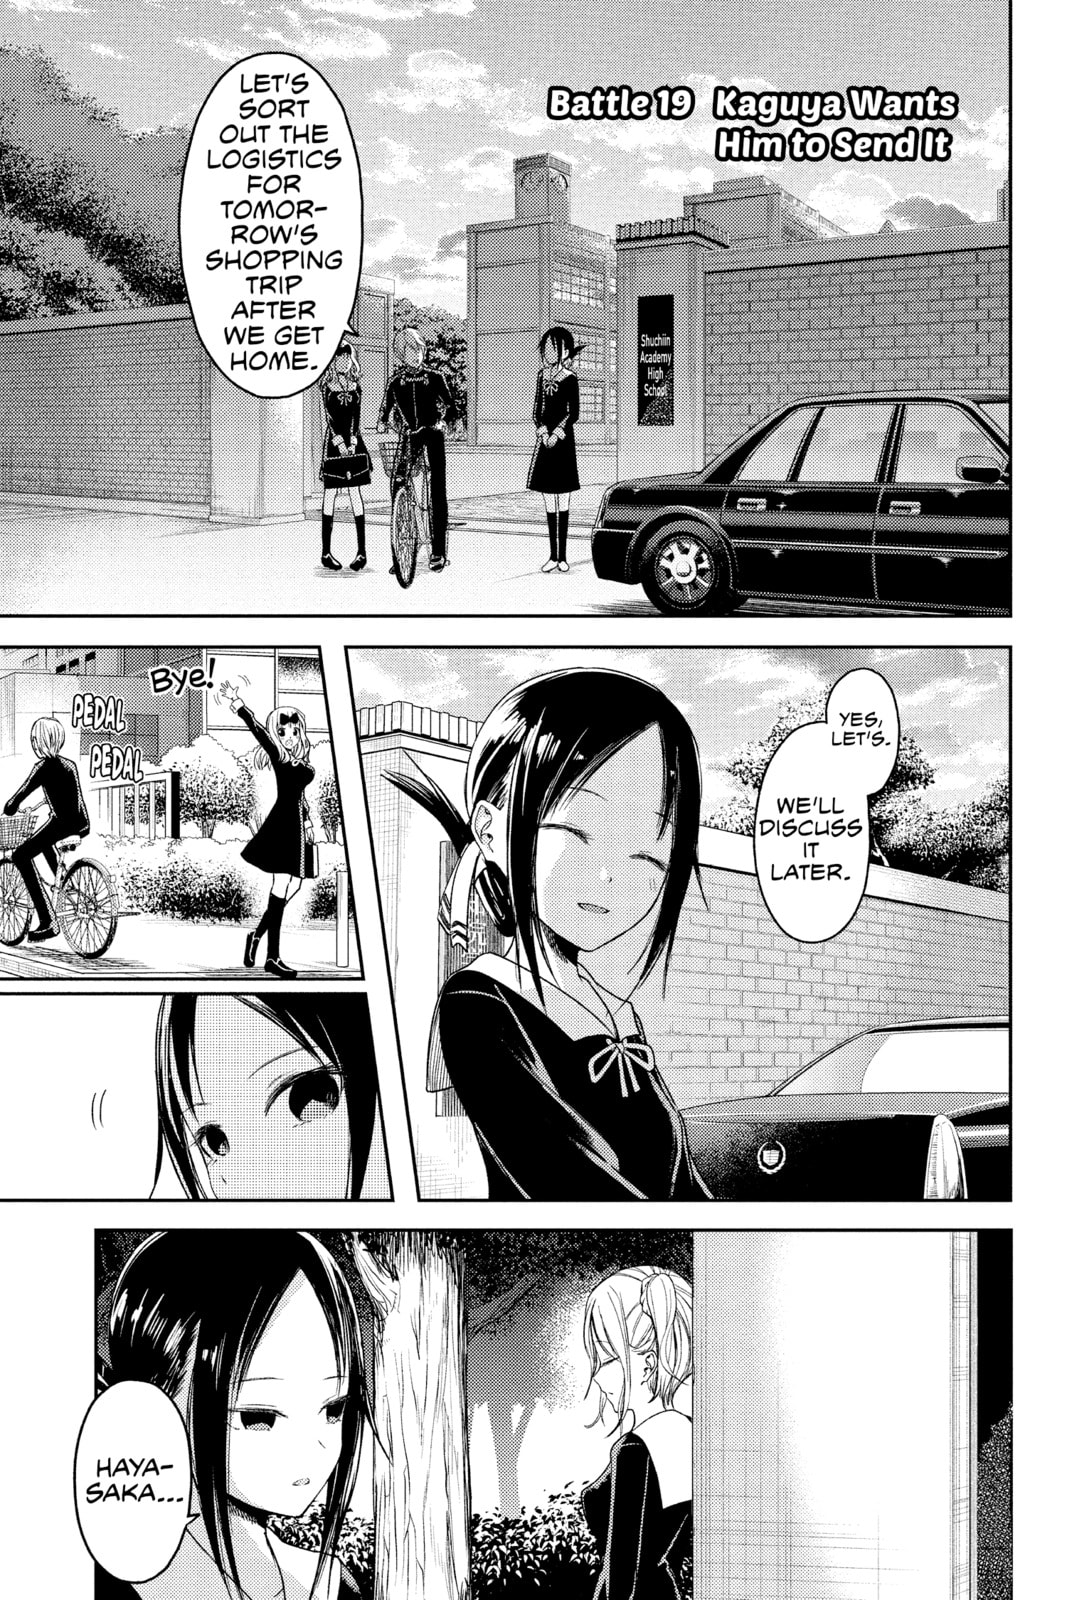 Battle 19 Kaguya Wants
Him to Send It
LET'S
SORT
OUT THE
LOGISTICS
FOR
TOMOR-
ROW'S
SHOPPING
TRIP
AFTER
WE GET
HOME.
Shuchiin
Academy
High
School
YES,
LET'S.
WE'LL
DISCUSS
IT
LATER.
Bye!
PEDAL
PEDAL
HAYA-
SAKA...